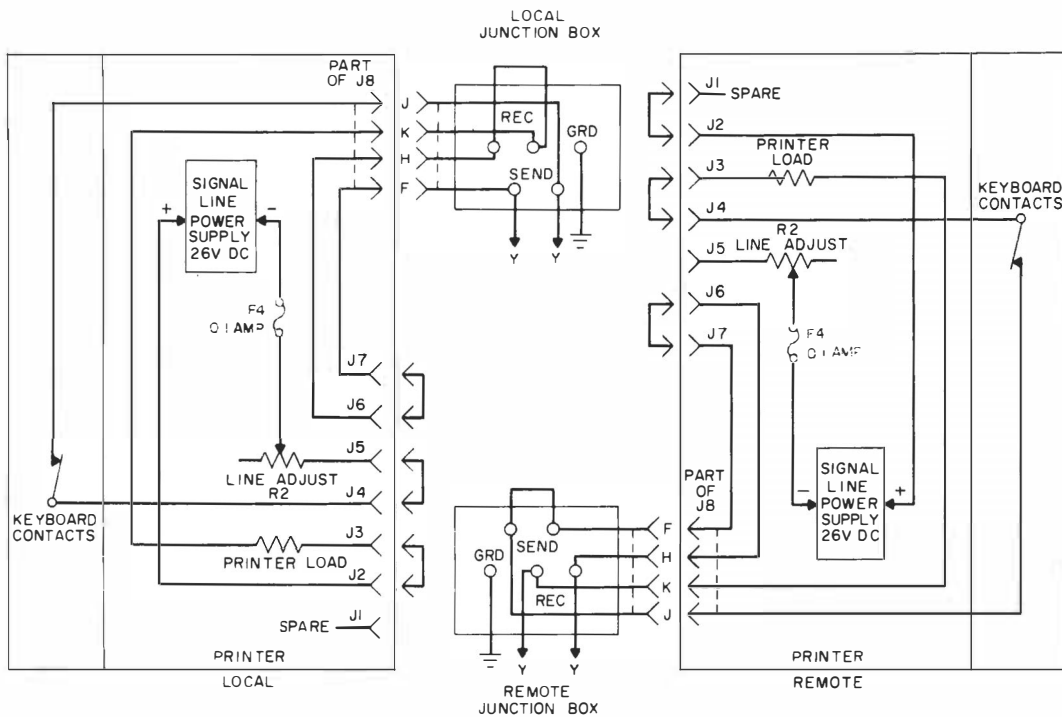 LOCAL
JUNCTION BOX
PART
OF J8
J
K
H
F
REC
GRD
SEND
Y
Y
SIGNAL
LINE
POWER
SUPPLY
26V DC
+
-
F4
0.1 AMP
J7
J6
J5
LINE ADJUST
R2
J4
KEYBOARD
CONTACTS
J3
PRINTER LOAD
J2
SPARE J1
PRINTER
LOCAL
J1
SPARE
J2
PRINTER
LOAD
J3
J4
KEYBOARD
CONTACTS
R2
LINE ADJUST
J5
J6
F4
0.1 AMP
J7
PART
OF
J8
F
H
K
J
-
+
SIGNAL
LINE
POWER
SUPPLY
26V DC
SEND
GRD
REC
Y
Y
REMOTE
JUNCTION BOX
PRINTER
REMOTE